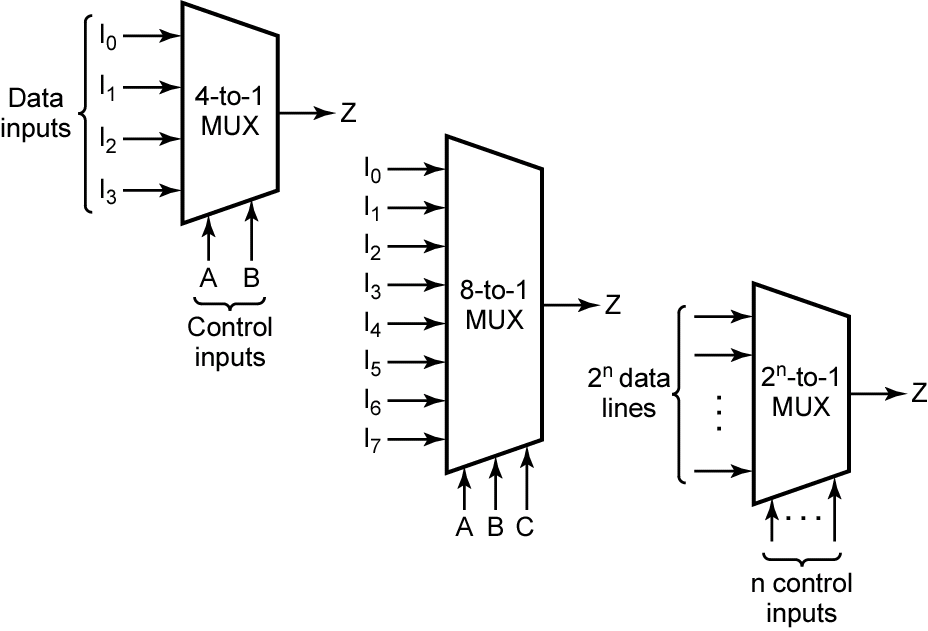 Data
inputs
I₀
I₁
I₂
I₃
4-to-1
MUX
Z
A B
Control
inputs
I₀
I₁
I₂
I₃
I₄
I₅
I₆
I₇
8-to-1
MUX
Z
A B C
2ⁿ data
lines
2ⁿ-to-1
MUX
Z
n control
inputs